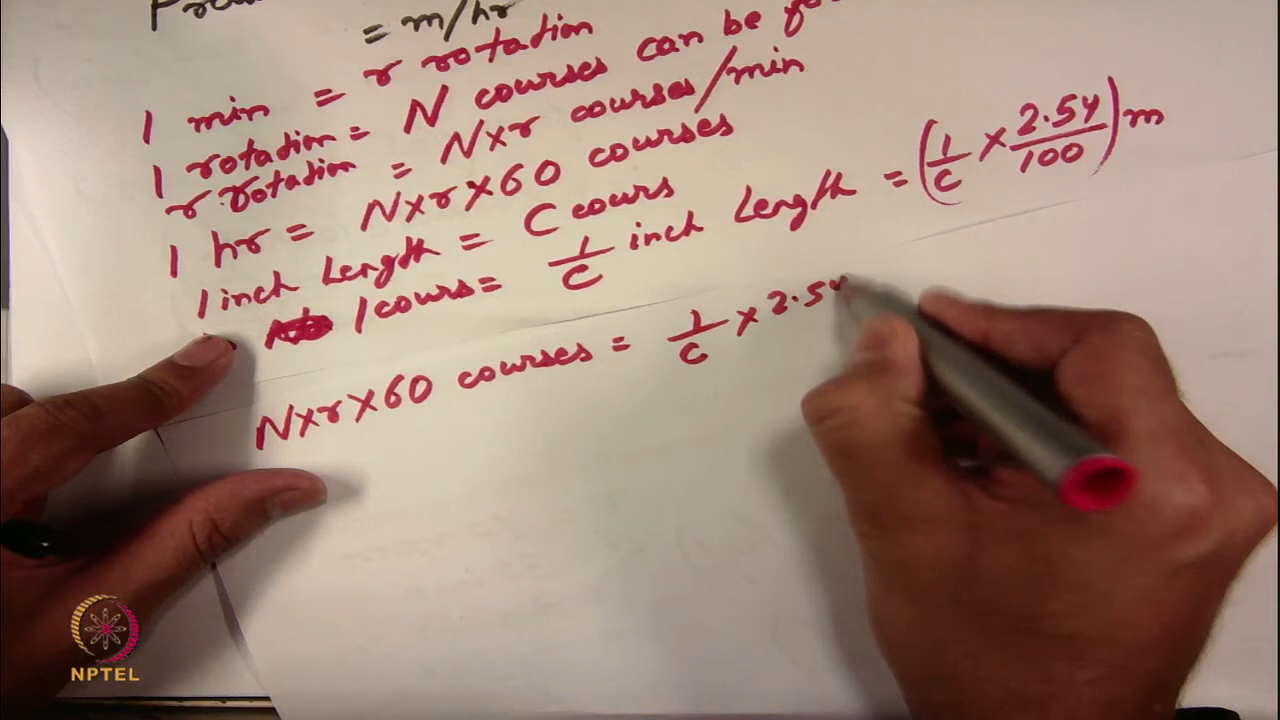 = m/hr
1 min = r rotation
1 rotation = N courses can be
r rotation = N×r courses/min
1 hr = N×r×60 courses
1 inch length = C cours
1 cours = 1/C inch length = (1/C × 2.54/100) m
N×r×60 courses = 1/C × 2.54
NPTEL